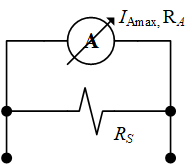 I_Amax, R_A
A
R_S